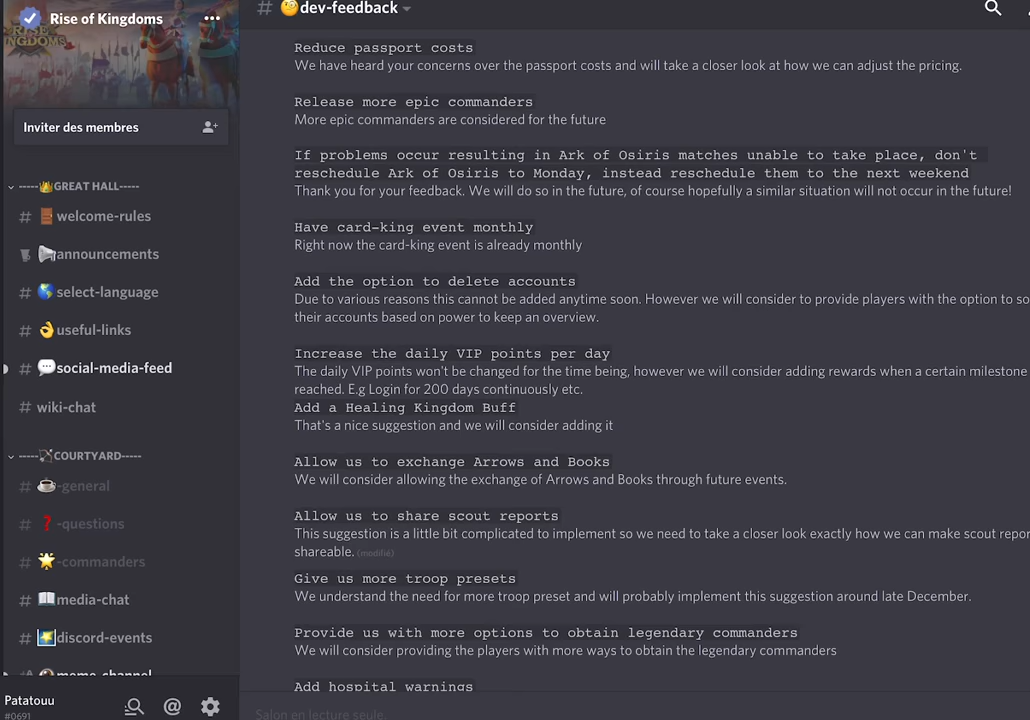 Rise of Kingdoms
RISE OF
KINGDOMS
Inviter des membres
-----GREAT HALL-----
# welcome-rules
announcements
# select-language
# useful-links
# social-media-feed
# wiki-chat
-----COURTYARD-----
# -general
# -questions
# -commanders
# media-chat
# discord-events
meme-channel
Patatouu
#0691
# dev-feedback
Reduce passport costs
We have heard your concerns over the passport costs and will take a closer look at how we can adjust the pricing.
Release more epic commanders
More epic commanders are considered for the future
If problems occur resulting in Ark of Osiris matches unable to take place, don't
reschedule Ark of Osiris to Monday, instead reschedule them to the next weekend
Thank you for your feedback. We will do so in the future, of course hopefully a similar situation will not occur in the future!
Have card-king event monthly
Right now the card-king event is already monthly
Add the option to delete accounts
Due to various reasons this cannot be added anytime soon. However we will consider to provide players with the option to so
their accounts based on power to keep an overview.
Increase the daily VIP points per day
The daily VIP points won't be changed for the time being, however we will consider adding rewards when a certain milestone
reached. E.g Login for 200 days continuously etc.
Add a Healing Kingdom Buff
That's a nice suggestion and we will consider adding it
Allow us to exchange Arrows and Books
We will consider allowing the exchange of Arrows and Books through future events.
Allow us to share scout reports
This suggestion is a little bit complicated to implement so we need to take a closer look exactly how we can make scout repor
shareable. (modifié)
Give us more troop presets
We understand the need for more troop preset and will probably implement this suggestion around late December.
Provide us with more options to obtain legendary commanders
We will consider providing the players with more ways to obtain the legendary commanders
Add hospital warnings
Salon en lecture seule.